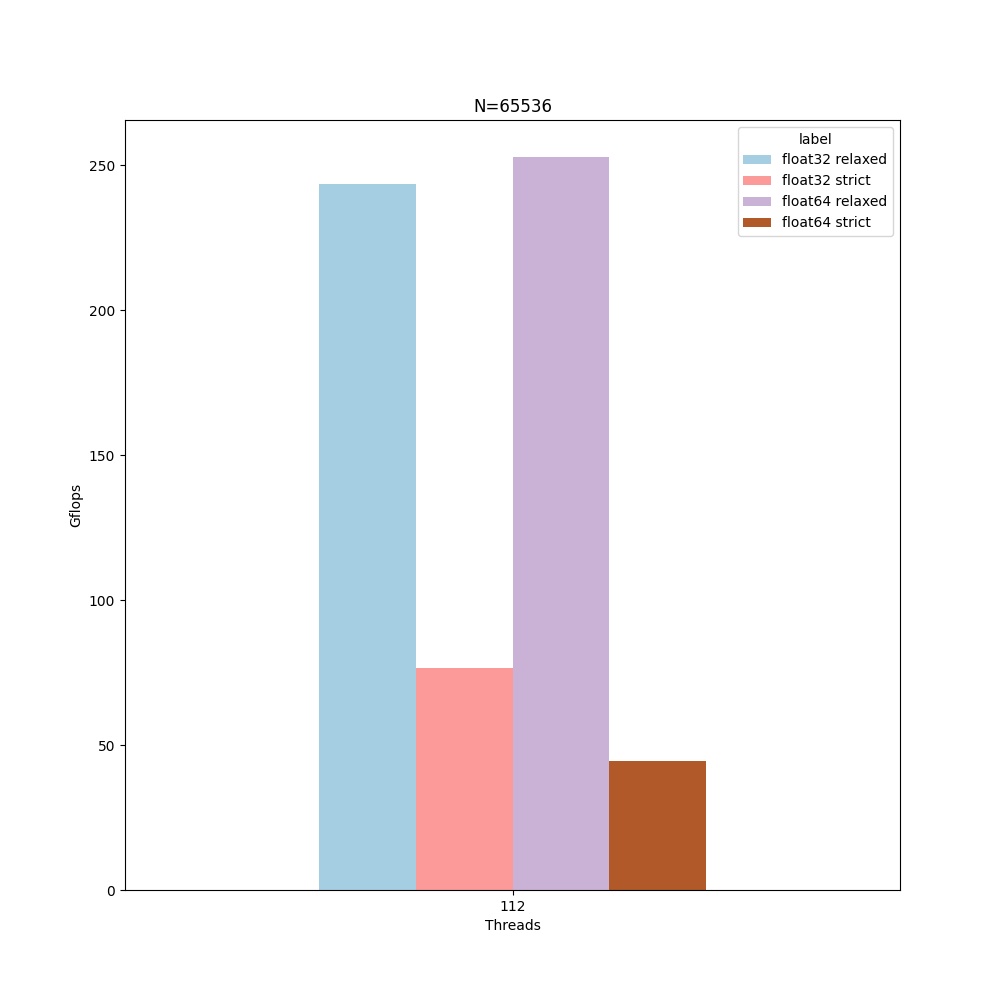 N=65536
label
float32 relaxed
float32 strict
float64 relaxed
float64 strict
250
200
150
100
50
0
Gflops
112
Threads